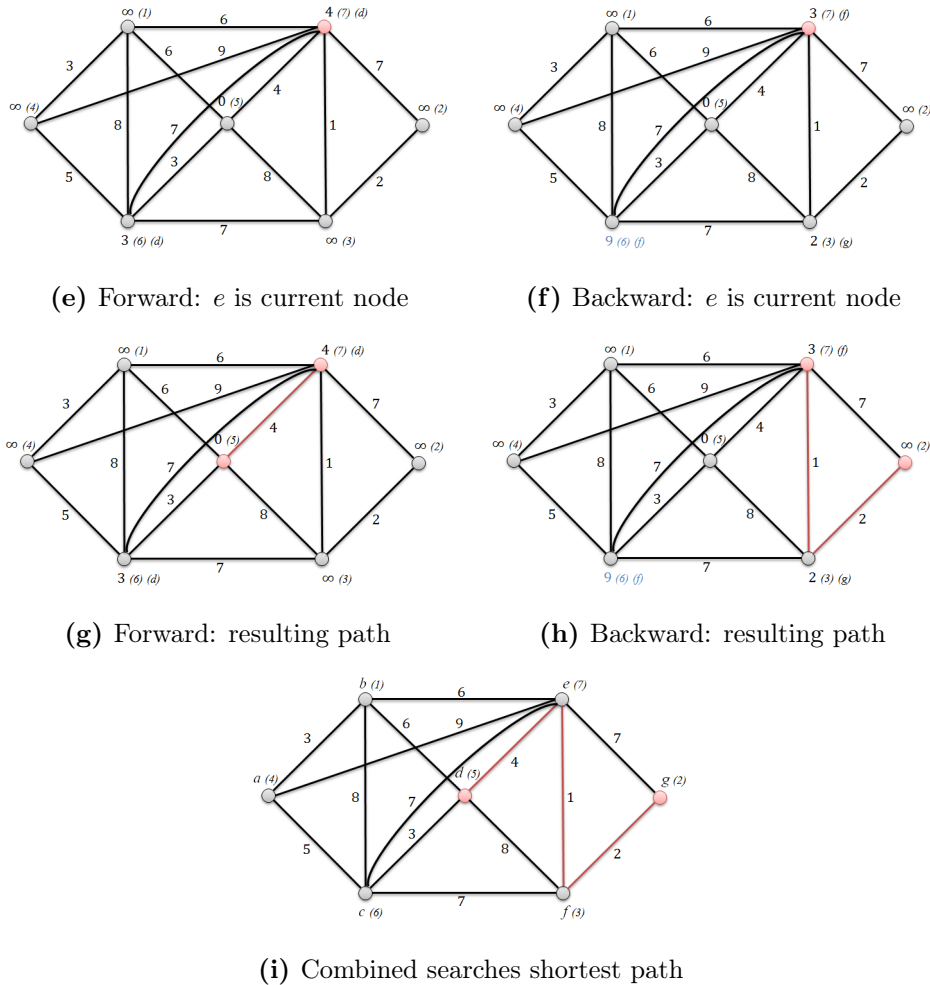 ∞ (1) 6 4 (7) (d) ∞ (1) 6 3 (7) (f)
3 6 9 7 3 6 9 7
∞ (4) 8 7 0 (5) 4 1 ∞ (2) ∞ (4) 8 7 0 (5) 4 1 ∞ (2)
5 3 8 2 5 3 8 2
3 (6) (d) 7 ∞ (3) 9 (6) (f) 7 2 (3) (g)
(e) Forward: e is current node (f) Backward: e is current node
∞ (1) 6 4 (7) (d) ∞ (1) 6 3 (7) (f)
3 6 9 7 3 6 9 7
∞ (4) 8 7 0 (5) 4 1 ∞ (2) ∞ (4) 8 7 0 (5) 4 1 ∞ (2)
5 3 8 2 5 3 8 2
3 (6) (d) 7 ∞ (3) 9 (6) (f) 7 2 (3) (g)
(g) Forward: resulting path (h) Backward: resulting path
b (1) 6 e (7)
3 6 9 7
a (4) 8 7 d (5) 4 1 g (2)
5 3 8 2
c (6) 7 f (3)
(i) Combined searches shortest path